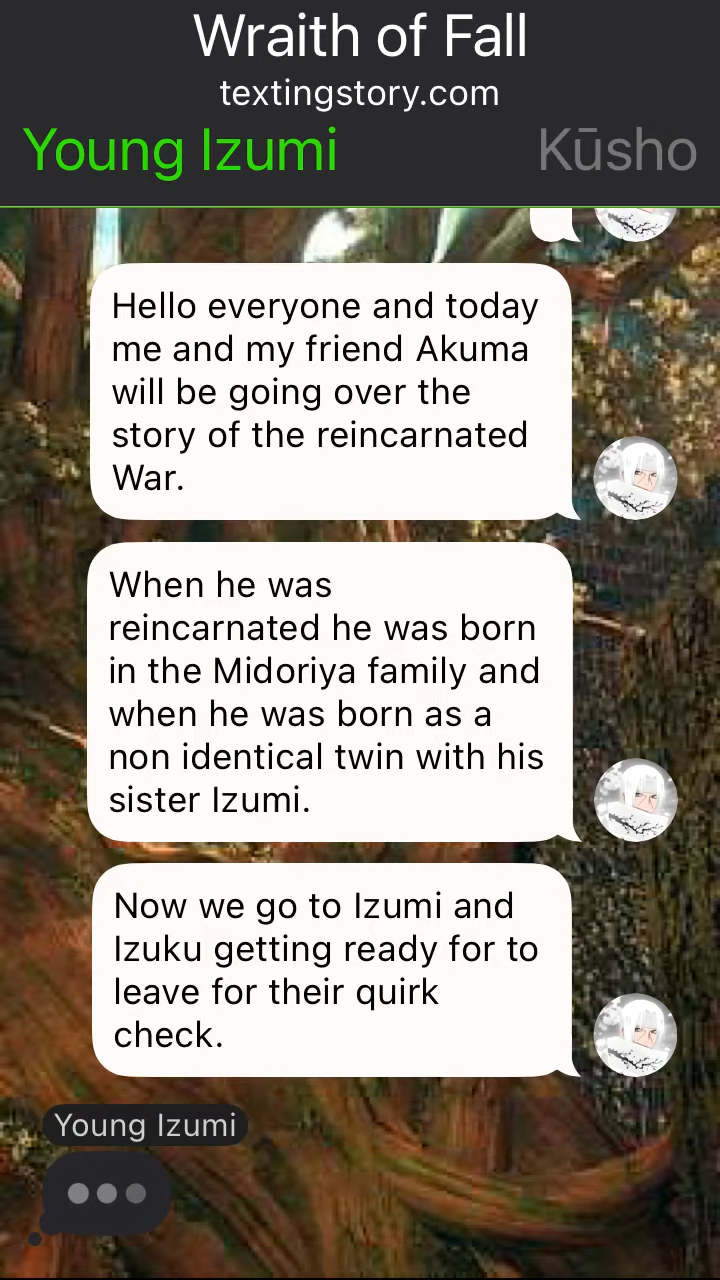 Wraith of Fall
textingstory.com
Young Izumi
Kūsho
Hello everyone and today
me and my friend Akuma
will be going over the
story of the reincarnated
War.
When he was
reincarnated he was born
in the Midoriya family and
when he was born as a
non identical twin with his
sister Izumi.
Now we go to Izumi and
Izuku getting ready for to
leave for their quirk
check.
Young Izumi